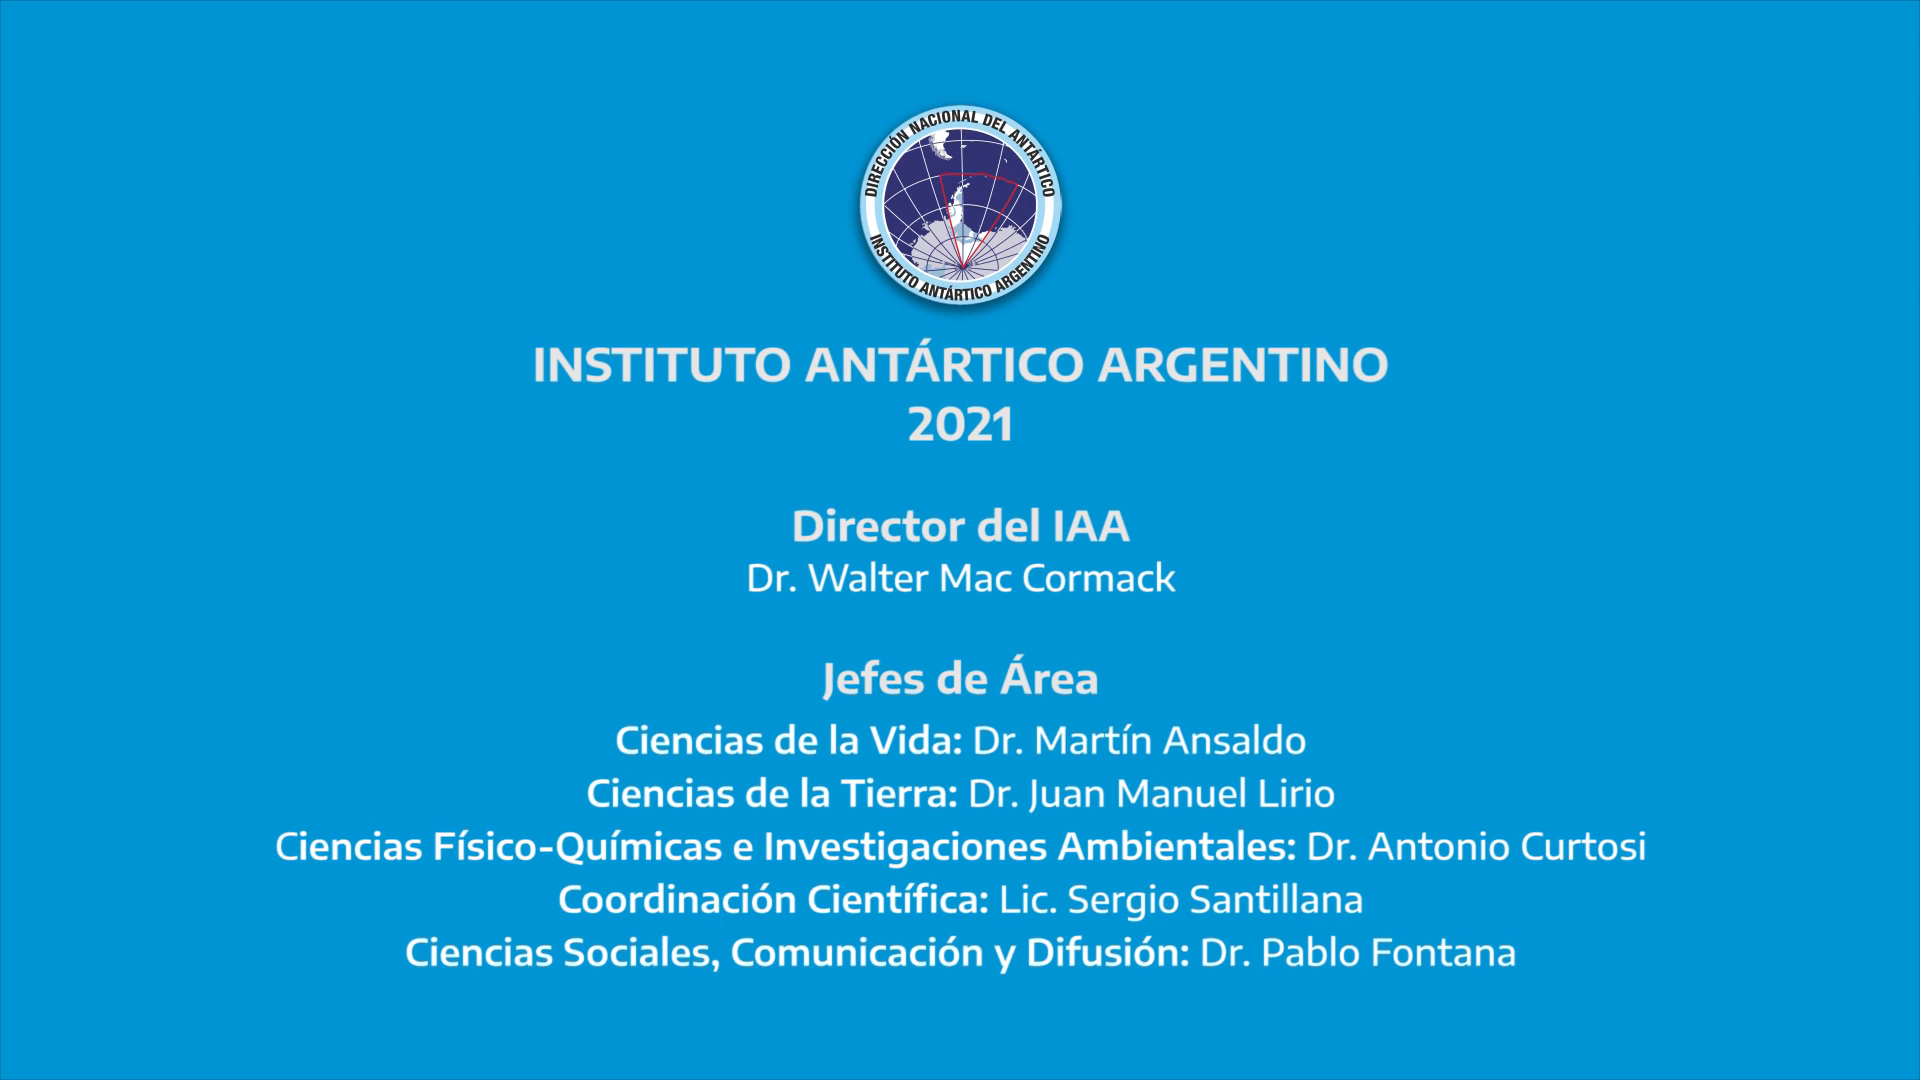 DIRECCIÓN NACIONAL DEL ANTÁRTICO
INSTITUTO ANTÁRTICO ARGENTINO
INSTITUTO ANTÁRTICO ARGENTINO
2021
Director del IAA
Dr. Walter Mac Cormack
Jefes de Área
Ciencias de la Vida: Dr. Martín Ansaldo
Ciencias de la Tierra: Dr. Juan Manuel Lirio
Ciencias Físico-Químicas e Investigaciones Ambientales: Dr. Antonio Curtosi
Coordinación Científica: Lic. Sergio Santillana
Ciencias Sociales, Comunicación y Difusión: Dr. Pablo Fontana